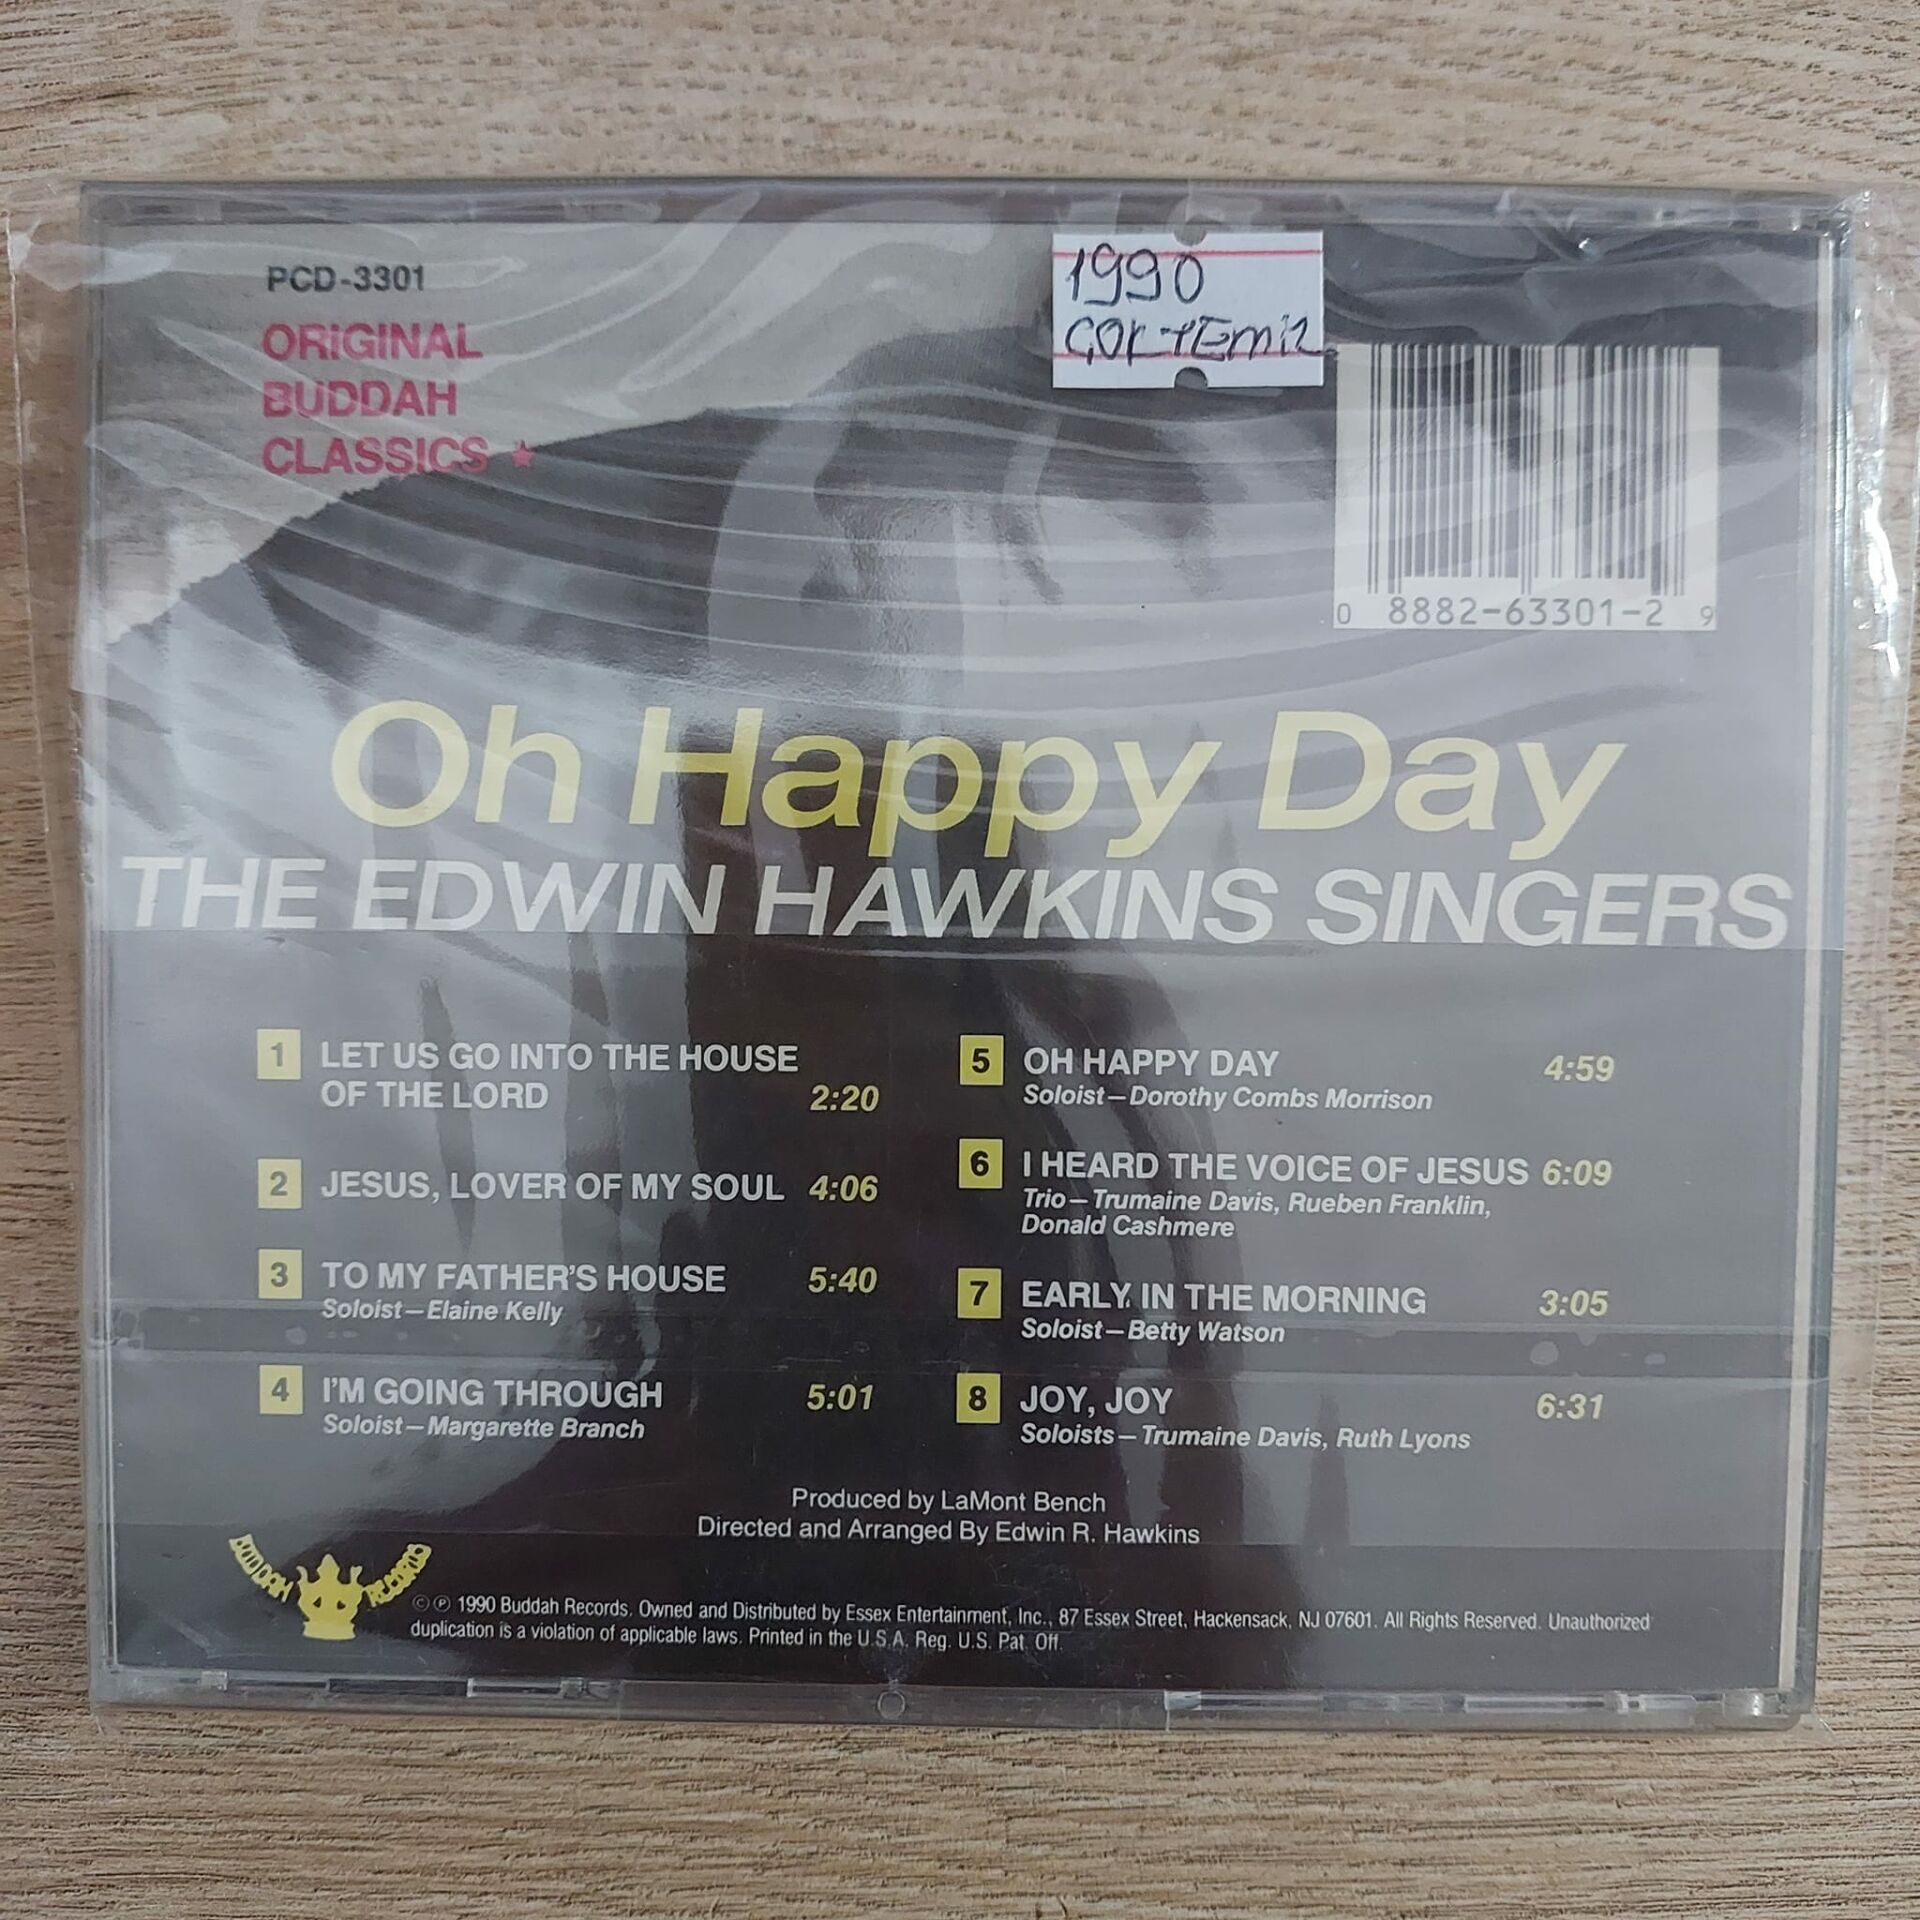 PCD-3301
ORIGINAL
BUDDAH
CLASSICS ★
1990
ÇOK TEMİZ
0 8882-63301-2 9
Oh Happy Day
THE EDWIN HAWKINS SINGERS
1 LET US GO INTO THE HOUSE
OF THE LORD 2:20
2 JESUS, LOVER OF MY SOUL 4:06
3 TO MY FATHER'S HOUSE 5:40
Soloist—Elaine Kelly
4 I'M GOING THROUGH 5:01
Soloist—Margarette Branch
5 OH HAPPY DAY 4:59
Soloist—Dorothy Combs Morrison
6 I HEARD THE VOICE OF JESUS 6:09
Trio—Trumaine Davis, Rueben Franklin,
Donald Cashmere
7 EARLY IN THE MORNING 3:05
Soloist—Betty Watson
8 JOY, JOY 6:31
Soloists—Trumaine Davis, Ruth Lyons
Produced by LaMont Bench
Directed and Arranged By Edwin R. Hawkins
BUDDAH RECORDS
©℗ 1990 Buddah Records. Owned and Distributed by Essex Entertainment, Inc., 87 Essex Street, Hackensack, NJ 07601. All Rights Reserved. Unauthorized
duplication is a violation of applicable laws. Printed in the U.S.A. Reg. U.S. Pat. Off.